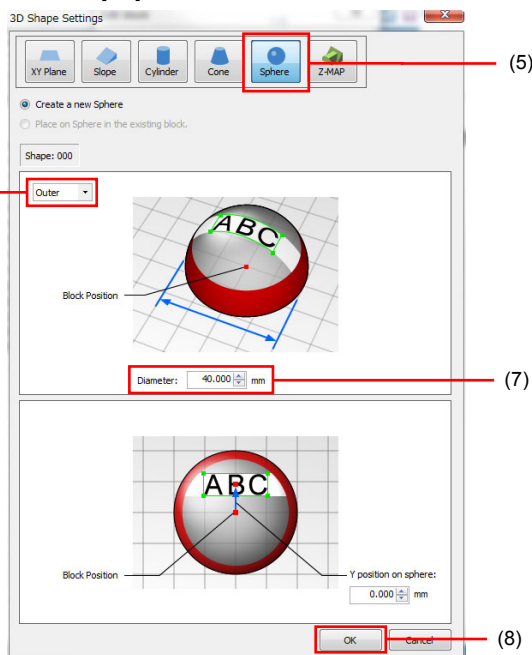 3D Shape Settings
XY Plane Slope Cylinder Cone Sphere Z-MAP (5)
Create a new Sphere
Place on Sphere in the existing block.
Shape: 000
Outer
ABC
Block Position
Diameter: 40.000 mm (7)
ABC
Block Position
Y position on sphere:
0.000 mm
OK Cancel (8)